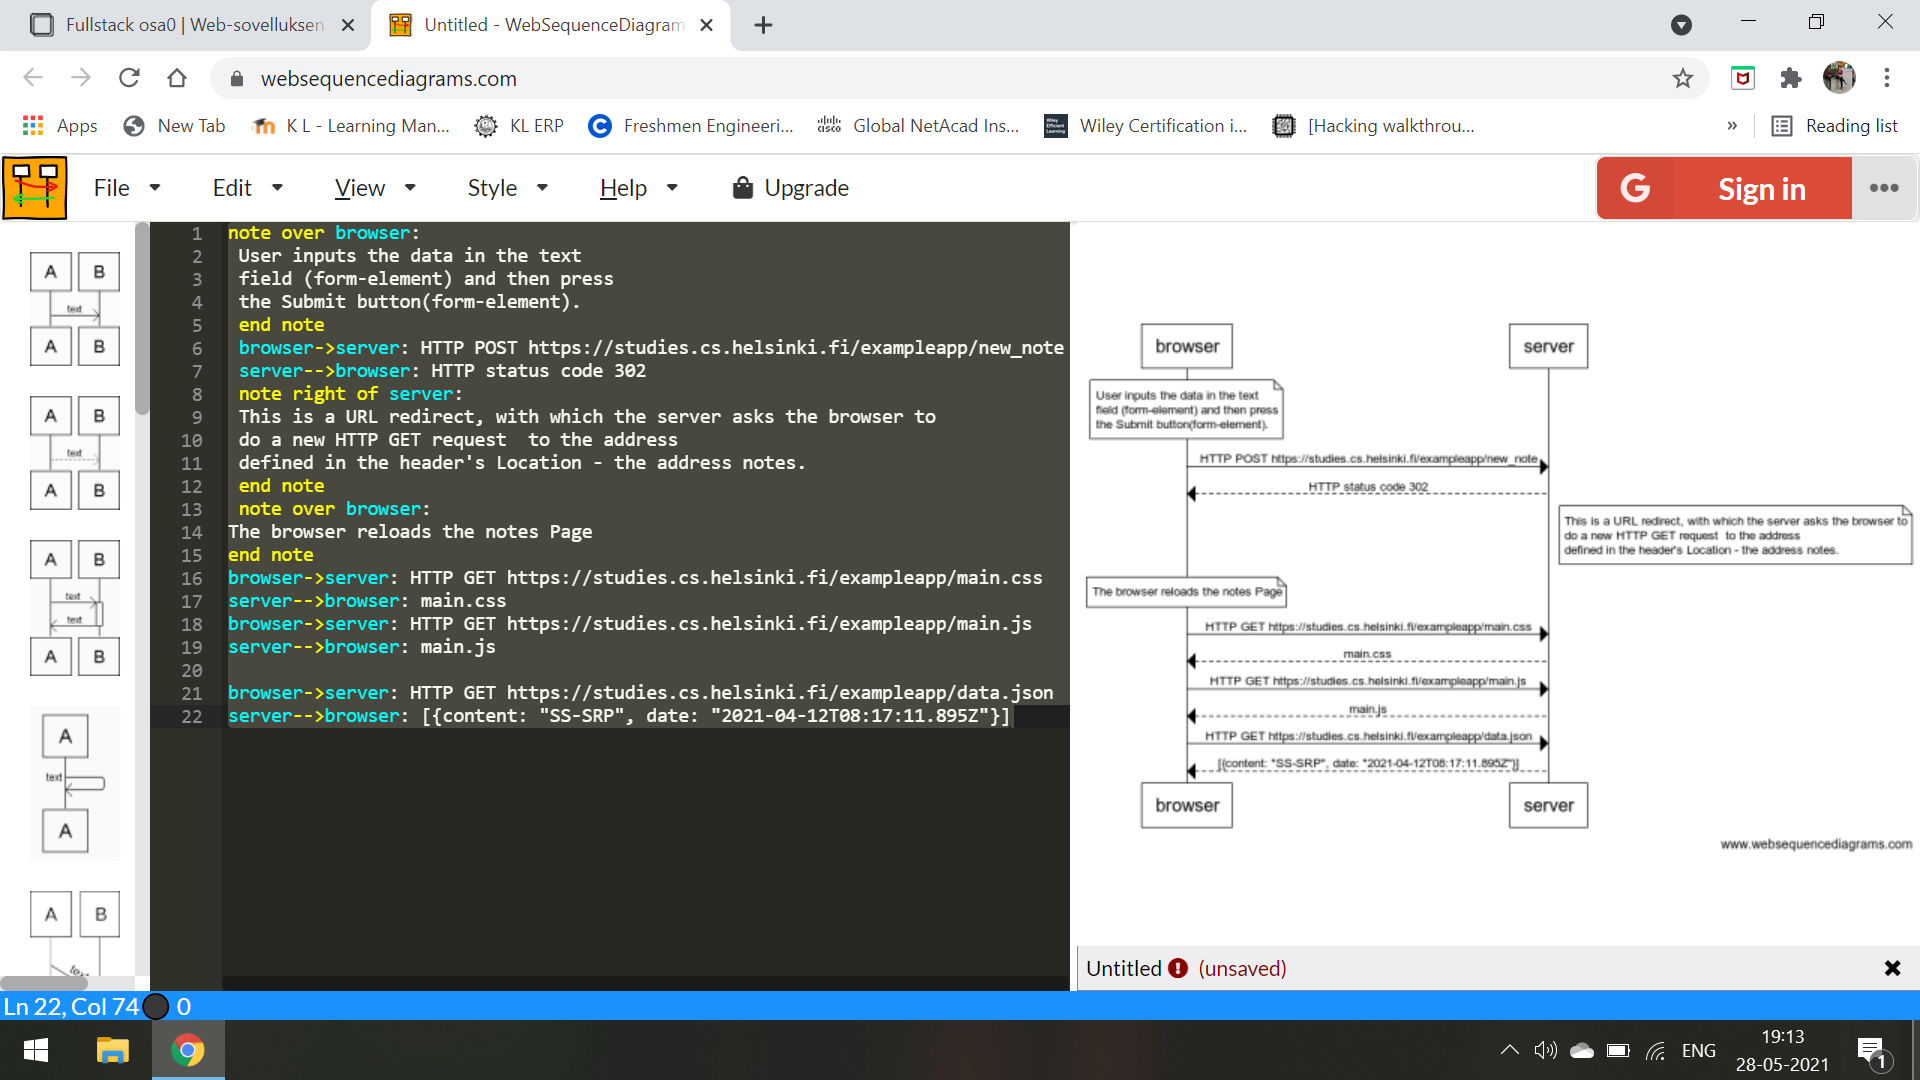 Fullstack osa0 | Web-sovelluksen
Untitled - WebSequenceDiagram
websequencediagrams.com
Apps
New Tab
K L - Learning Man...
KL ERP
Freshmen Engineeri...
Global NetAcad Ins...
Wiley Certification i...
[Hacking walkthrou...
»
Reading list
File
Edit
View
Style
Help
Upgrade
G
Sign in
A B
text
A B
A B
text
A B
A B
text
text
A B
A
text
A
A B
1 note over browser:
2 User inputs the data in the text
3 field (form-element) and then press
4 the Submit button(form-element).
5 end note
6 browser->server: HTTP POST https://studies.cs.helsinki.fi/exampleapp/new_note
7 server-->browser: HTTP status code 302
8 note right of server:
9 This is a URL redirect, with which the server asks the browser to
10 do a new HTTP GET request  to the address
11 defined in the header's Location - the address notes.
12 end note
13 note over browser:
14 The browser reloads the notes Page
15 end note
16 browser->server: HTTP GET https://studies.cs.helsinki.fi/exampleapp/main.css
17 server-->browser: main.css
18 browser->server: HTTP GET https://studies.cs.helsinki.fi/exampleapp/main.js
19 server-->browser: main.js
20
21 browser->server: HTTP GET https://studies.cs.helsinki.fi/exampleapp/data.json
22 server-->browser: [{content: "SS-SRP", date: "2021-04-12T08:17:11.895Z"}]
browser
server
User inputs the data in the text
field (form-element) and then press
the Submit button(form-element).
HTTP POST https://studies.cs.helsinki.fi/exampleapp/new_note
HTTP status code 302
This is a URL redirect, with which the server asks the browser to
do a new HTTP GET request  to the address
defined in the header's Location - the address notes.
The browser reloads the notes Page
HTTP GET https://studies.cs.helsinki.fi/exampleapp/main.css
main.css
HTTP GET https://studies.cs.helsinki.fi/exampleapp/main.js
main.js
HTTP GET https://studies.cs.helsinki.fi/exampleapp/data.json
[{content: "SS-SRP", date: "2021-04-12T08:17:11.895Z"}]
browser
server
www.websequencediagrams.com
Untitled (unsaved)
Ln 22, Col 74 0
ENG
19:13
28-05-2021
1